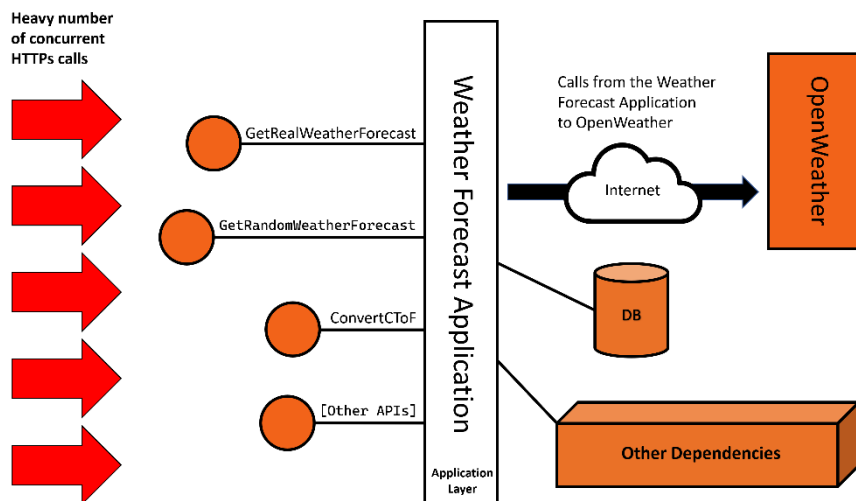 Heavy number
of concurrent
HTTPs calls
GetRealWeatherForecast
GetRandomWeatherForecast
ConvertCToF
[Other APIs]
Weather Forecast Application
Application
Layer
Calls from the Weather
Forecast Application
to OpenWeather
Internet
OpenWeather
DB
Other Dependencies